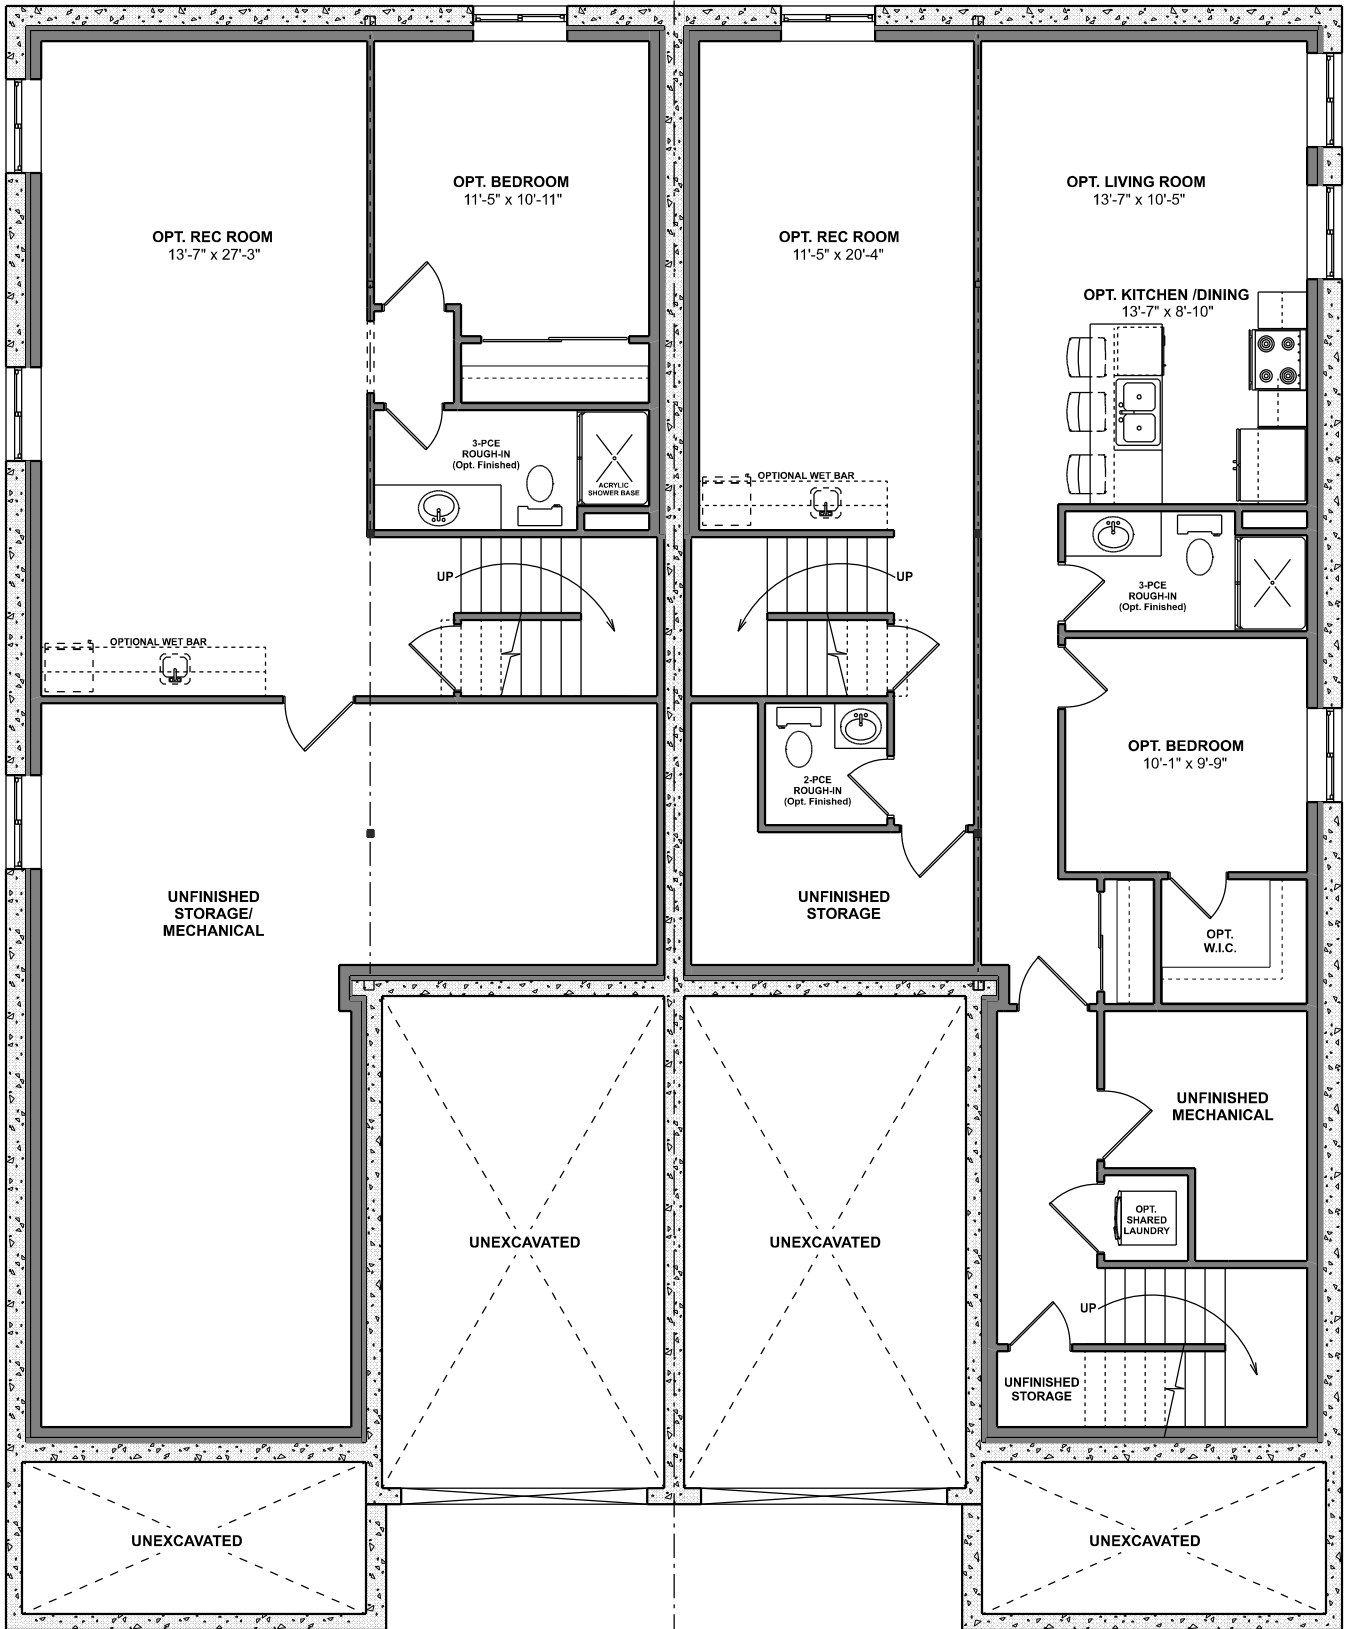 OPT. BEDROOM
11'-5" x 10'-11"
OPT. LIVING ROOM
13'-7" x 10'-5"
OPT. REC ROOM
13'-7" x 27'-3"
OPT. REC ROOM
11'-5" x 20'-4"
OPT. KITCHEN /DINING
13'-7" x 8'-10"
3-PCE
ROUGH-IN
(Opt. Finished)
ACRYLIC
SHOWER BASE
OPTIONAL WET BAR
UP
UP
3-PCE
ROUGH-IN
(Opt. Finished)
OPTIONAL WET BAR
OPT. BEDROOM
10'-1" x 9'-9"
2-PCE
ROUGH-IN
(Opt. Finished)
UNFINISHED
STORAGE/
MECHANICAL
UNFINISHED
STORAGE
OPT.
W.I.C.
UNFINISHED
MECHANICAL
OPT.
SHARED
LAUNDRY
UNEXCAVATED
UNEXCAVATED
UP
UNFINISHED
STORAGE
UNEXCAVATED
UNEXCAVATED